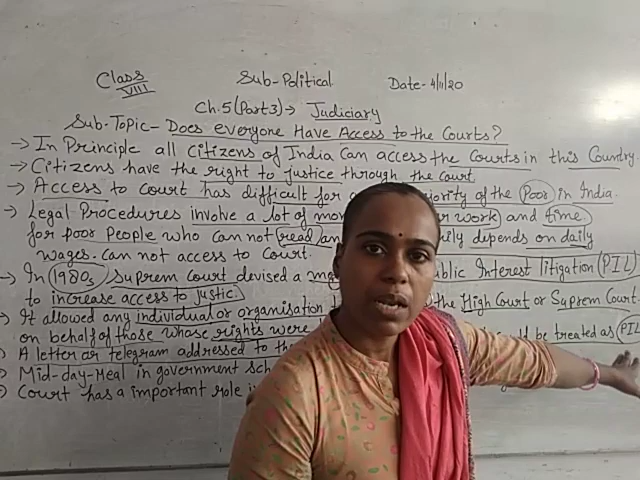 Class
VIII
Sub-Political
Date-4/11/20
Ch.5 (Part3) → Judiciary
Sub-Topic- Does everyone Have Access to the Courts?
→ In Principle all Citizens of India Can access the Courts in this Country.
→ Citizens have the right to justice through the court.
→ Access to Court has difficult for a ority of the Poor in India.
→ Legal Procedures involve a lot of mon er work and time.
for poor People who Can not read an ily depends on daily
wages. can not access to Court.
→ In 1980s, Suprem Court devised a m ublic Interest litigation (PIL)
to increase access to justic.
→ It allowed any individual or organisation t the High Court or Suprem Court
on behalf of those whose rights were
→ A letter or telegram addressed to the uld be treated as (PIL
→ Mid-day-Meal in government sch
→ Court has a important role i